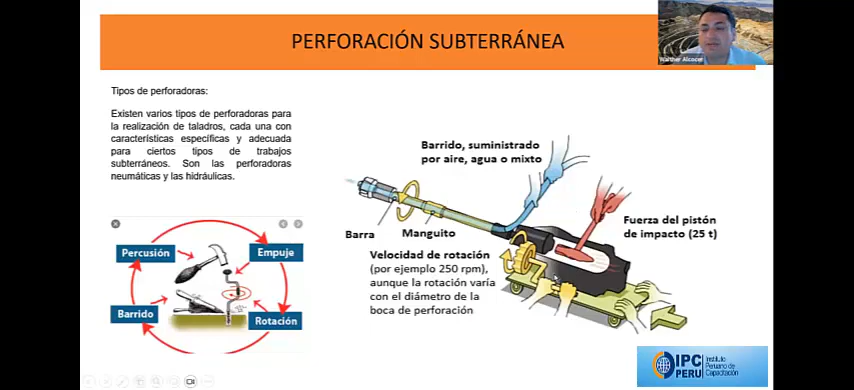 PERFORACIÓN SUBTERRÁNEA
Walther Alcocer
Tipos de perforadoras:
Existen varios tipos de perforadoras para
la realización de taladros, cada una con
características específicas y adecuada
para ciertos tipos de trabajos
subterráneos. Son las perforadoras
neumáticas y las hidráulicas.
Percusión
Empuje
Barrido
Rotación
Barrido, suministrado
por aire, agua o mixto
Barra
Manguito
Fuerza del pistón
de impacto (25 t)
Velocidad de rotación
(por ejemplo 250 rpm),
aunque la rotación varía
con el diámetro de la
boca de perforación
IPC
PERU
Instituto
Peruano de
Capacitación